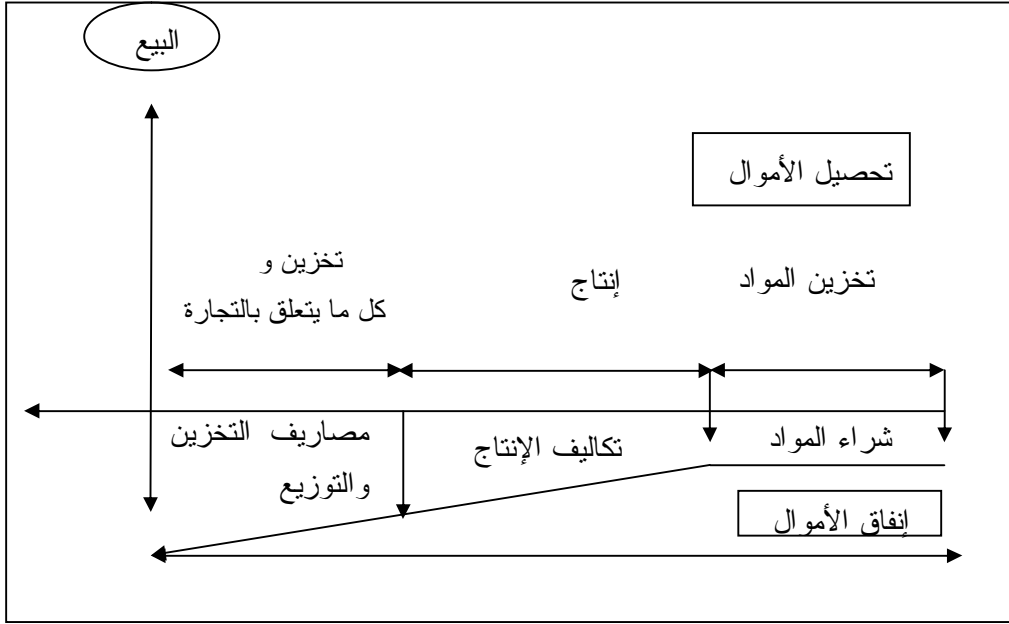 البيع
تحصيل الأموال
تخزين المواد
إنتاج
تخزين و
كل ما يتعلق بالتجارة
شراء المواد
تكاليف الإنتاج
مصاريف التخزين
والتوزيع
إنفاق الأموال